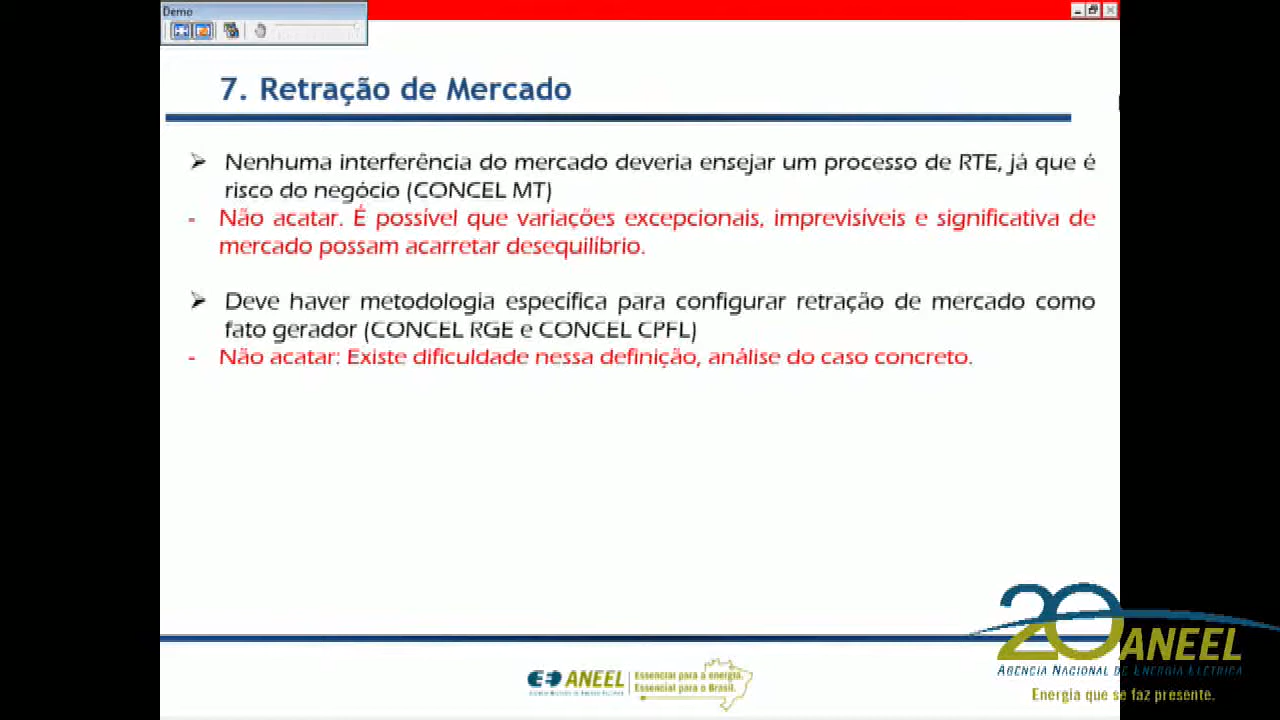 Demo
7. Retração de Mercado
Nenhuma interferência do mercado deveria ensejar um processo de RTE, já que é
risco do negócio (CONCEL MT)
- Não acatar. É possível que variações excepcionais, imprevisíveis e significativa de
mercado possam acarretar desequilíbrio.
Deve haver metodologia específica para configurar retração de mercado como
fato gerador (CONCEL RGE e CONCEL CPFL)
- Não acatar: Existe dificuldade nessa definição, análise do caso concreto.
20 ANEEL
AGÊNCIA NACIONAL DE ENERGIA ELÉTRICA
Energia que se faz presente.
ANEEL
Essencial para a energia.
Essencial para o Brasil.